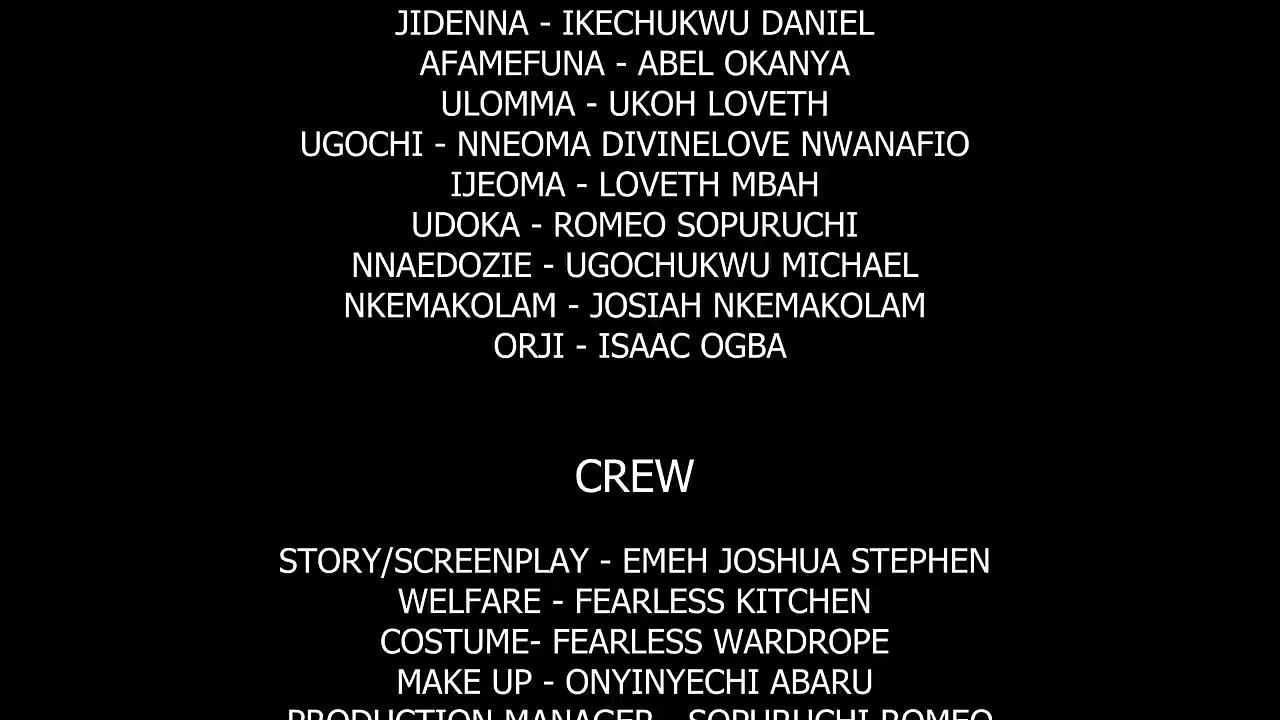 JIDENNA - IKECHUKWU DANIEL
AFAMEFUNA - ABEL OKANYA
ULOMMA - UKOH LOVETH
UGOCHI - NNEOMA DIVINELOVE NWANAFIO
IJEOMA - LOVETH MBAH
UDOKA - ROMEO SOPURUCHI
NNAEDOZIE - UGOCHUKWU MICHAEL
NKEMAKOLAM - JOSIAH NKEMAKOLAM
ORJI - ISAAC OGBA
CREW
STORY/SCREENPLAY - EMEH JOSHUA STEPHEN
WELFARE - FEARLESS KITCHEN
COSTUME- FEARLESS WARDROPE
MAKE UP - ONYINYECHI ABARU
PRODUCTION MANAGER - SOPURUCHI ROMEO